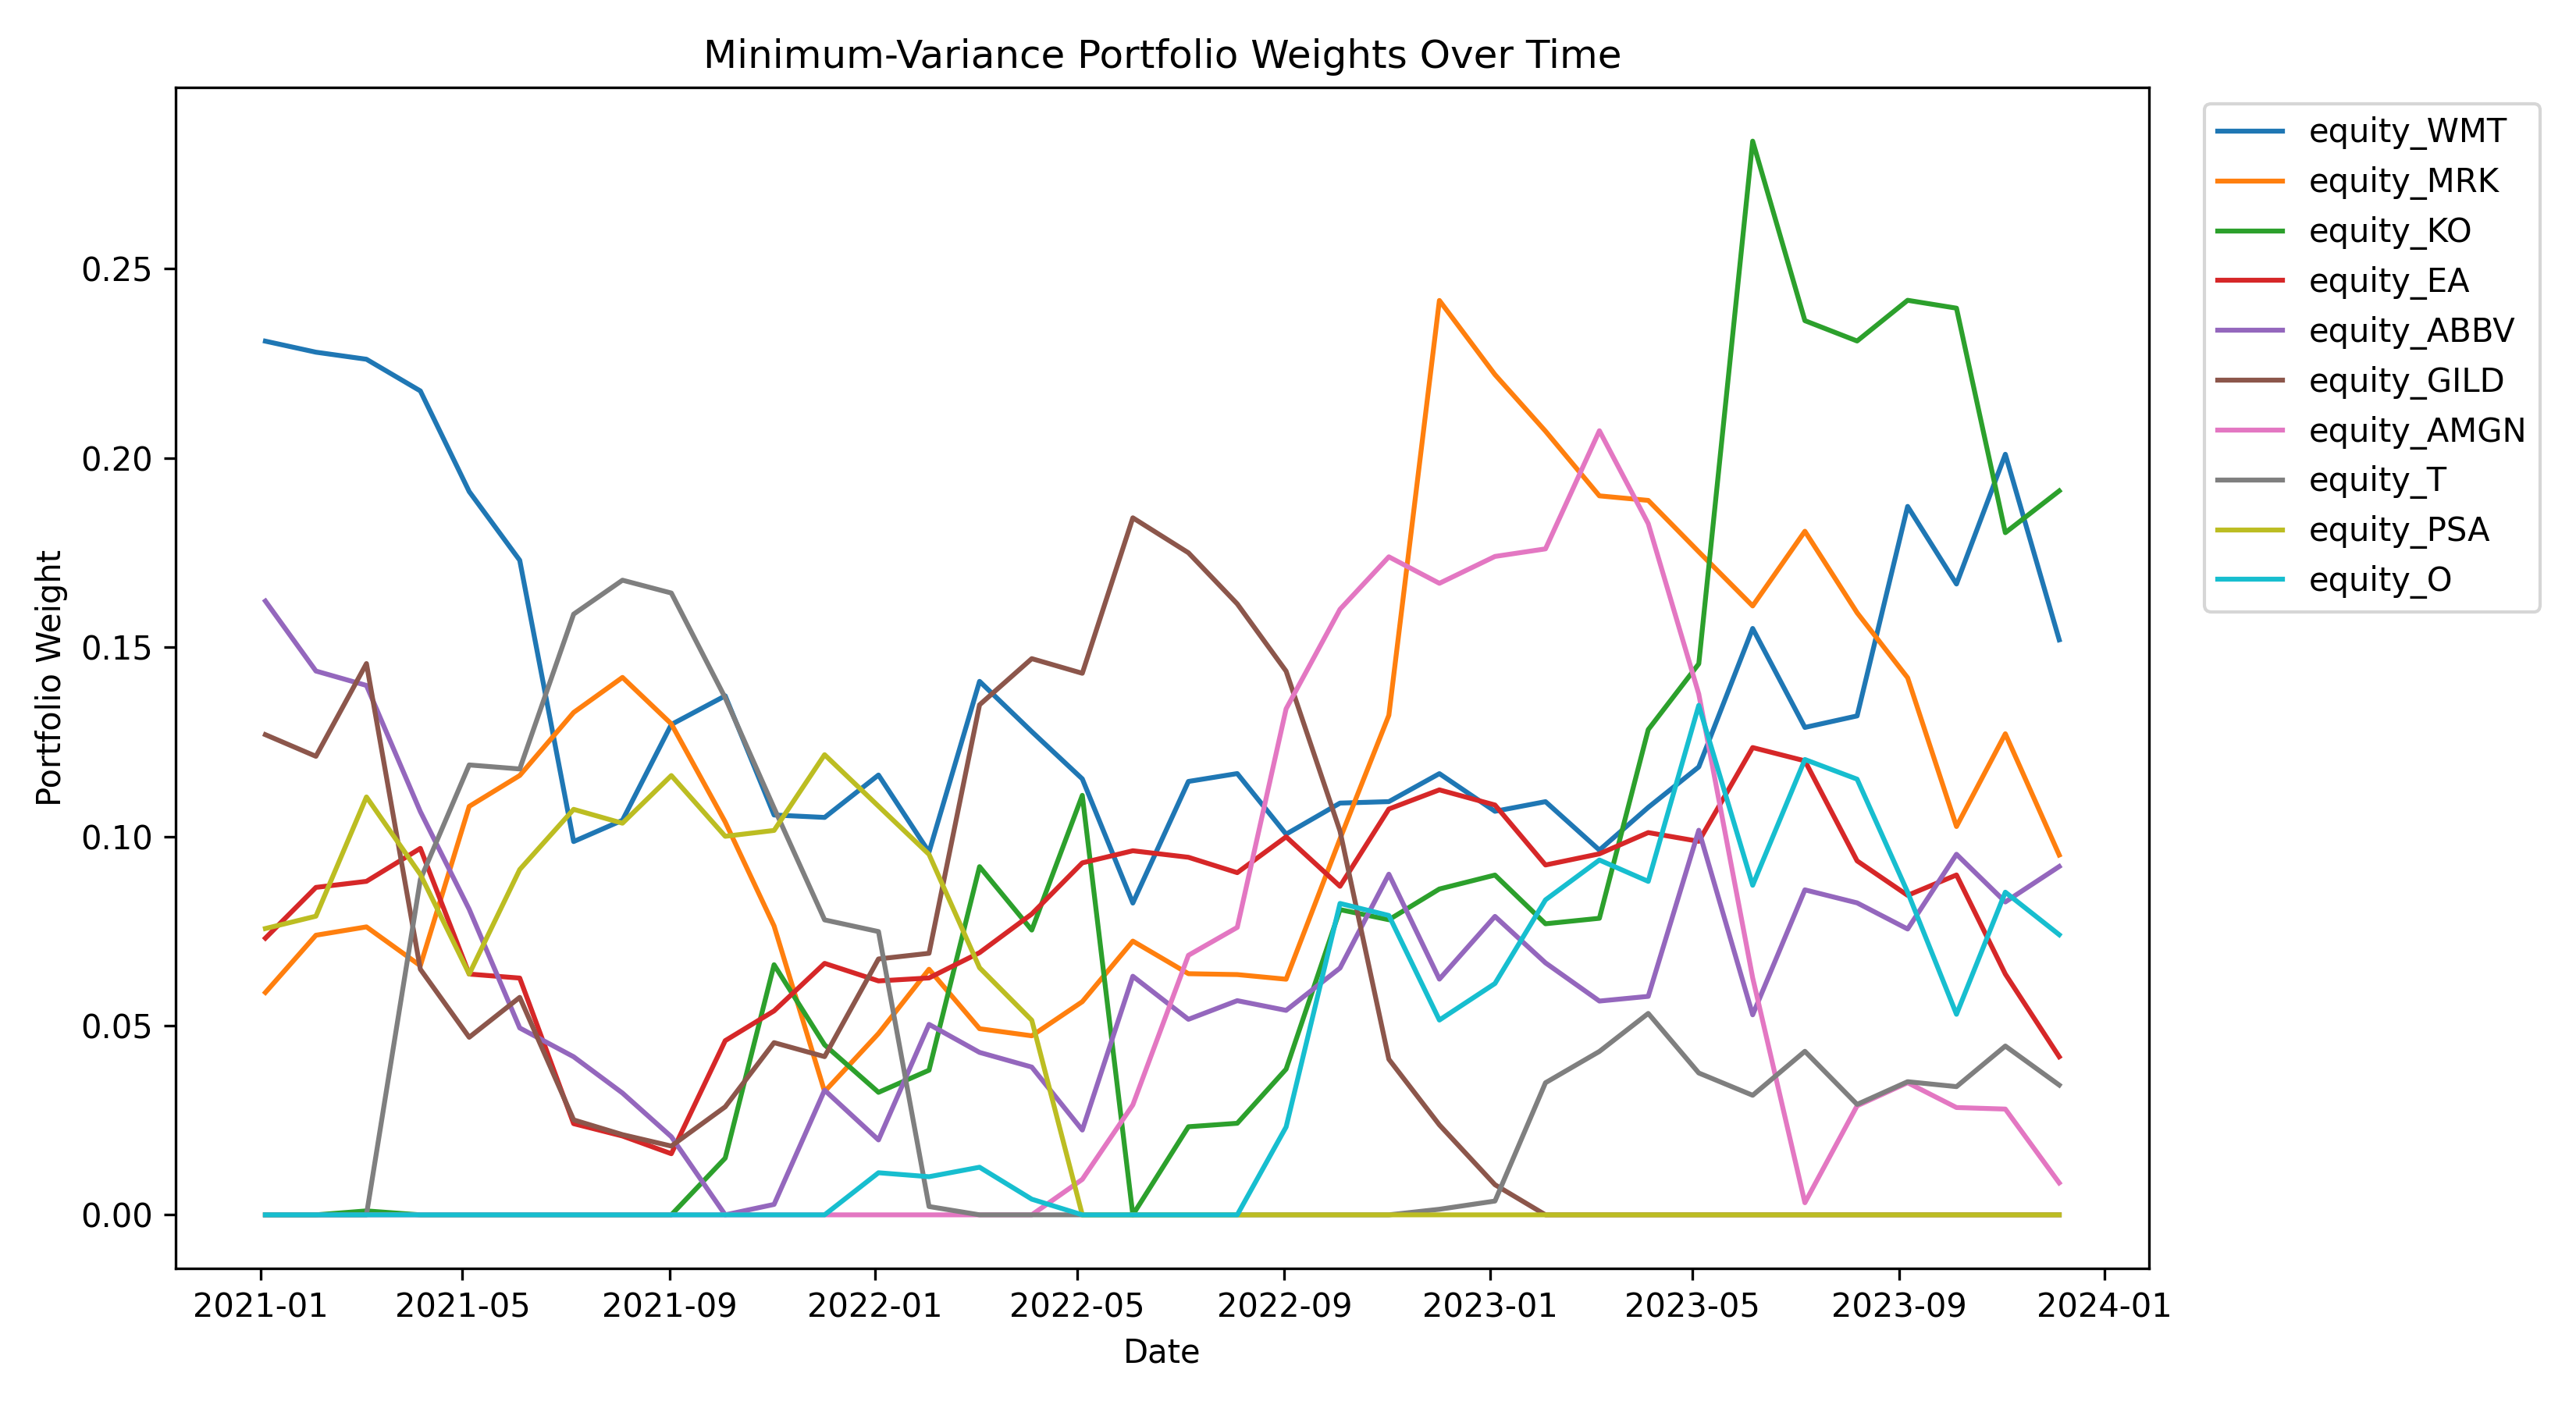 Minimum-Variance Portfolio Weights Over Time
Portfolio Weight
0.25
0.20
0.15
0.10
0.05
0.00
2021-01 2021-05 2021-09 2022-01 2022-05 2022-09 2023-01 2023-05 2023-09 2024-01
Date
equity_WMT
equity_MRK
equity_KO
equity_EA
equity_ABBV
equity_GILD
equity_AMGN
equity_T
equity_PSA
equity_O